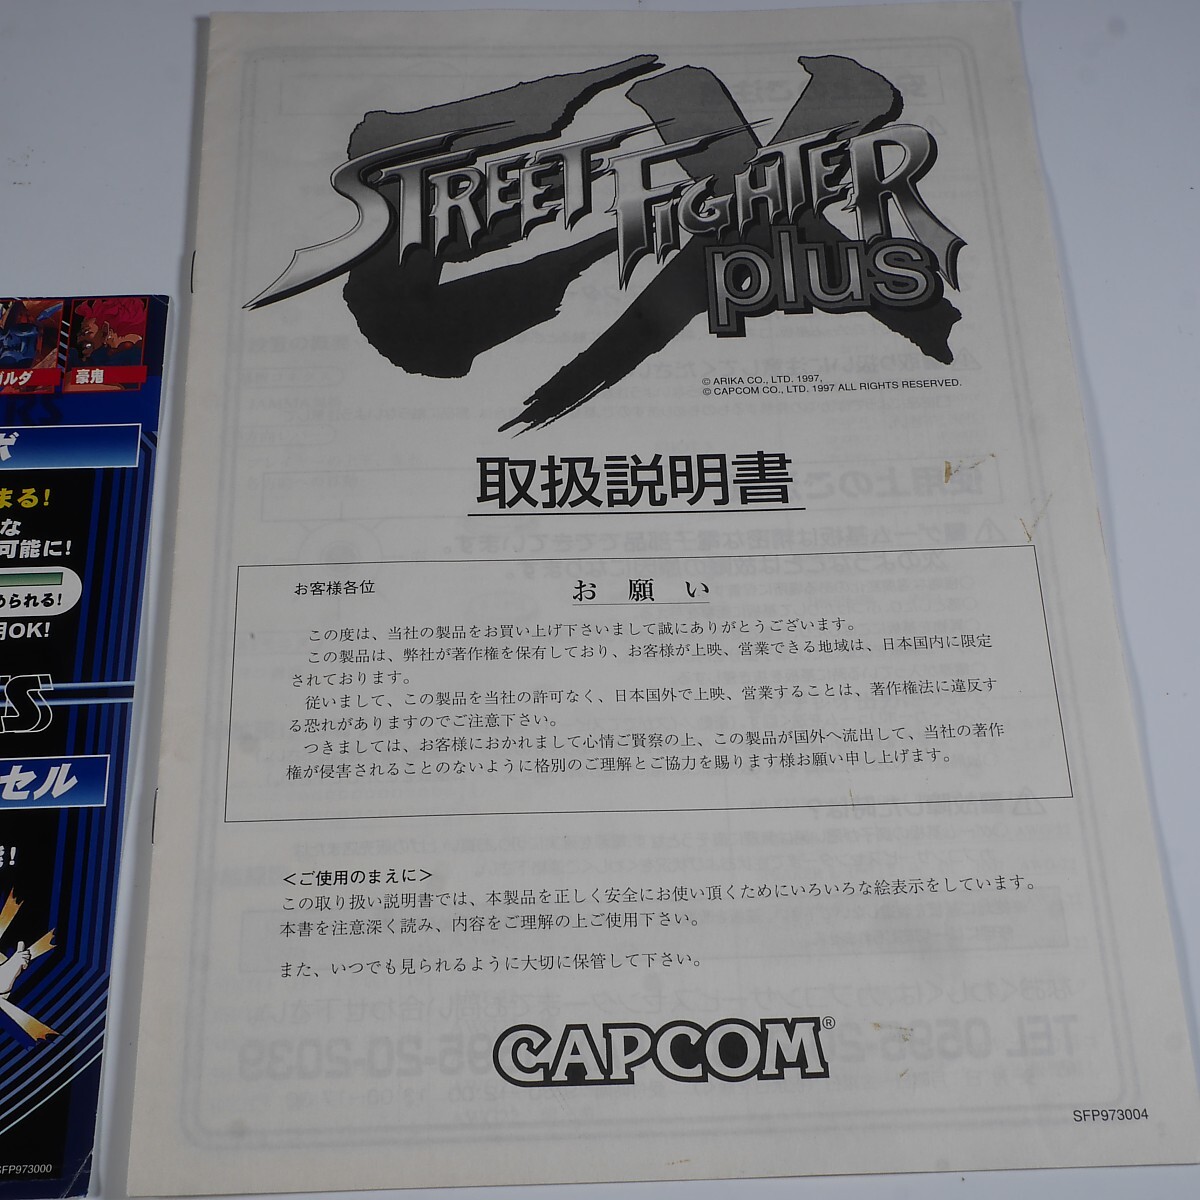 EX
STREET FIGHTER
plus
© ARIKA CO., LTD. 1997,
© CAPCOM CO., LTD. 1997 ALL RIGHTS RESERVED.
取扱説明書
お客様各位
お願い
この度は、当社の製品をお買い上げ下さいまして誠にありがとうございます。
この製品は、弊社が著作権を保有しており、お客様が上映、営業できる地域は、日本国内に限定
されております。
従いまして、この製品を当社の許可なく、日本国外で上映、営業することは、著作権法に違反す
る恐れがありますのでご注意下さい。
つきましては、お客様におかれまして心情ご賢察の上、この製品が国外へ流出して、当社の著作
権が侵害されることのないように格別のご理解とご協力を賜ります様お願い申し上げます。
<ご使用のまえに>
この取り扱い説明書では、本製品を正しく安全にお使い頂くためにいろいろな絵表示をしています。
本書を注意深く読み、内容をご理解の上ご使用下さい。
また、いつでも見られるように大切に保管して下さい。
CAPCOM®
SFP973004
ルダ
豪鬼
ボ
まる!
な
可能に!
められる!
用OK!
セル
!
SFP973000